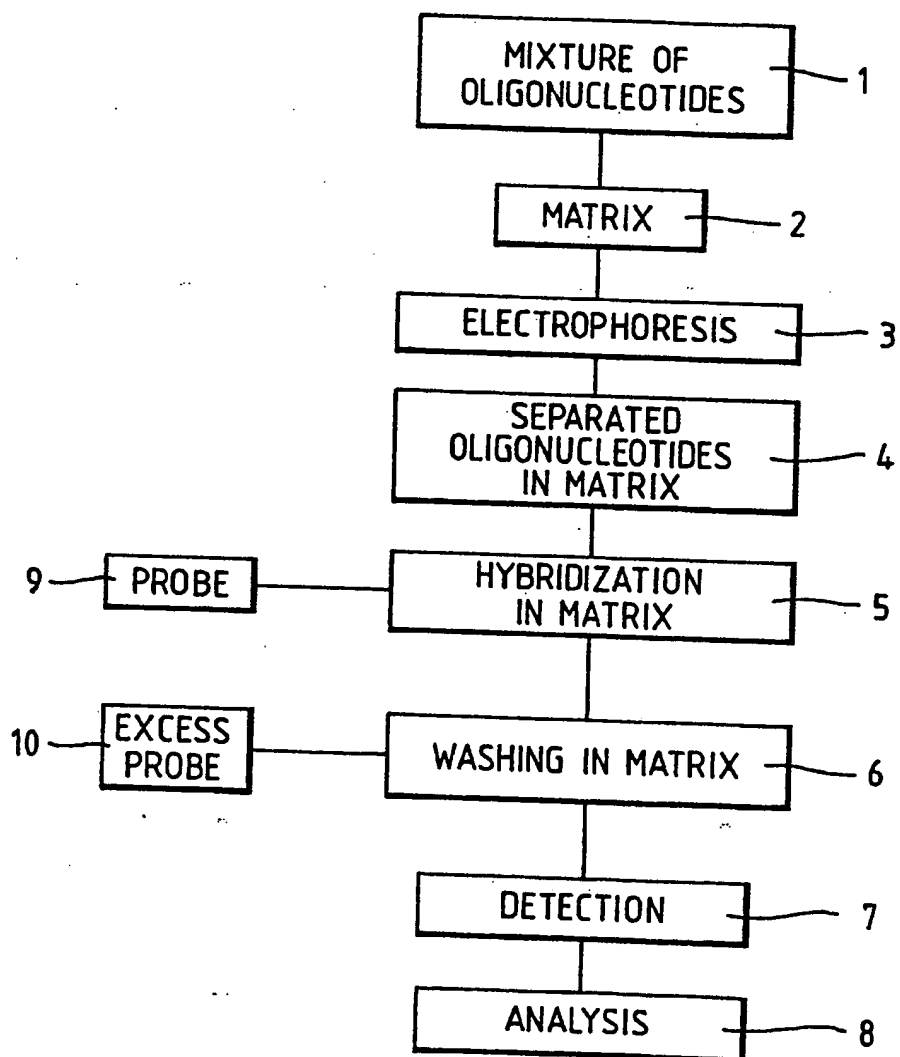 MIXTURE OF
OLIGONUCLEOTIDES
1
MATRIX
2
ELECTROPHORESIS
3
SEPARATED
OLIGONUCLEOTIDES
IN MATRIX
4
9
PROBE
HYBRIDIZATION
IN MATRIX
5
10
EXCESS
PROBE
WASHING IN MATRIX
6
DETECTION
7
ANALYSIS
8